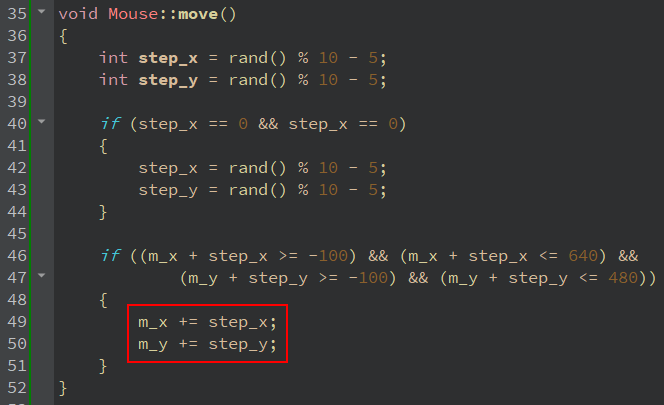 35 void Mouse::move()
36 {
37     int step_x = rand() % 10 - 5;
38     int step_y = rand() % 10 - 5;
39
40     if (step_x == 0 && step_x == 0)
41     {
42         step_x = rand() % 10 - 5;
43         step_y = rand() % 10 - 5;
44     }
45
46     if ((m_x + step_x >= -100) && (m_x + step_x <= 640) &&
47             (m_y + step_y >= -100) && (m_y + step_y <= 480))
48     {
49         m_x += step_x;
50         m_y += step_y;
51     }
52 }